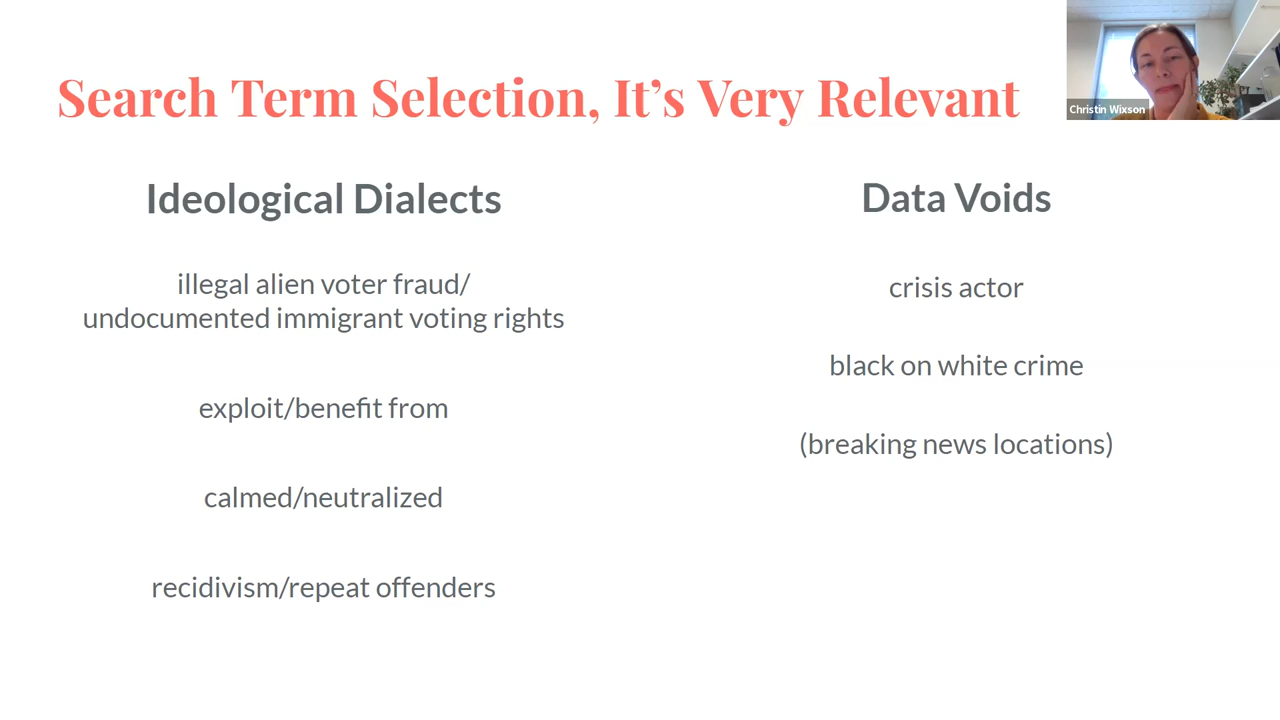 Search Term Selection, It’s Very Relevant
Christin Wixson
Ideological Dialects
illegal alien voter fraud/
undocumented immigrant voting rights
exploit/benefit from
calmed/neutralized
recidivism/repeat offenders
Data Voids
crisis actor
black on white crime
(breaking news locations)